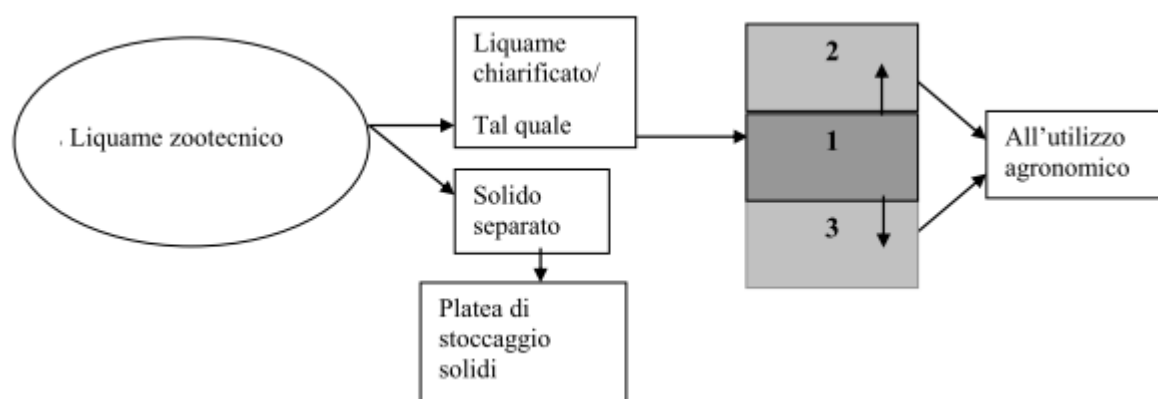 Liquame zootecnico
Liquame
chiarificato/
Tal quale
Solido
separato
Platea di
stoccaggio
solidi
2
1
3
All'utilizzo
agronomico